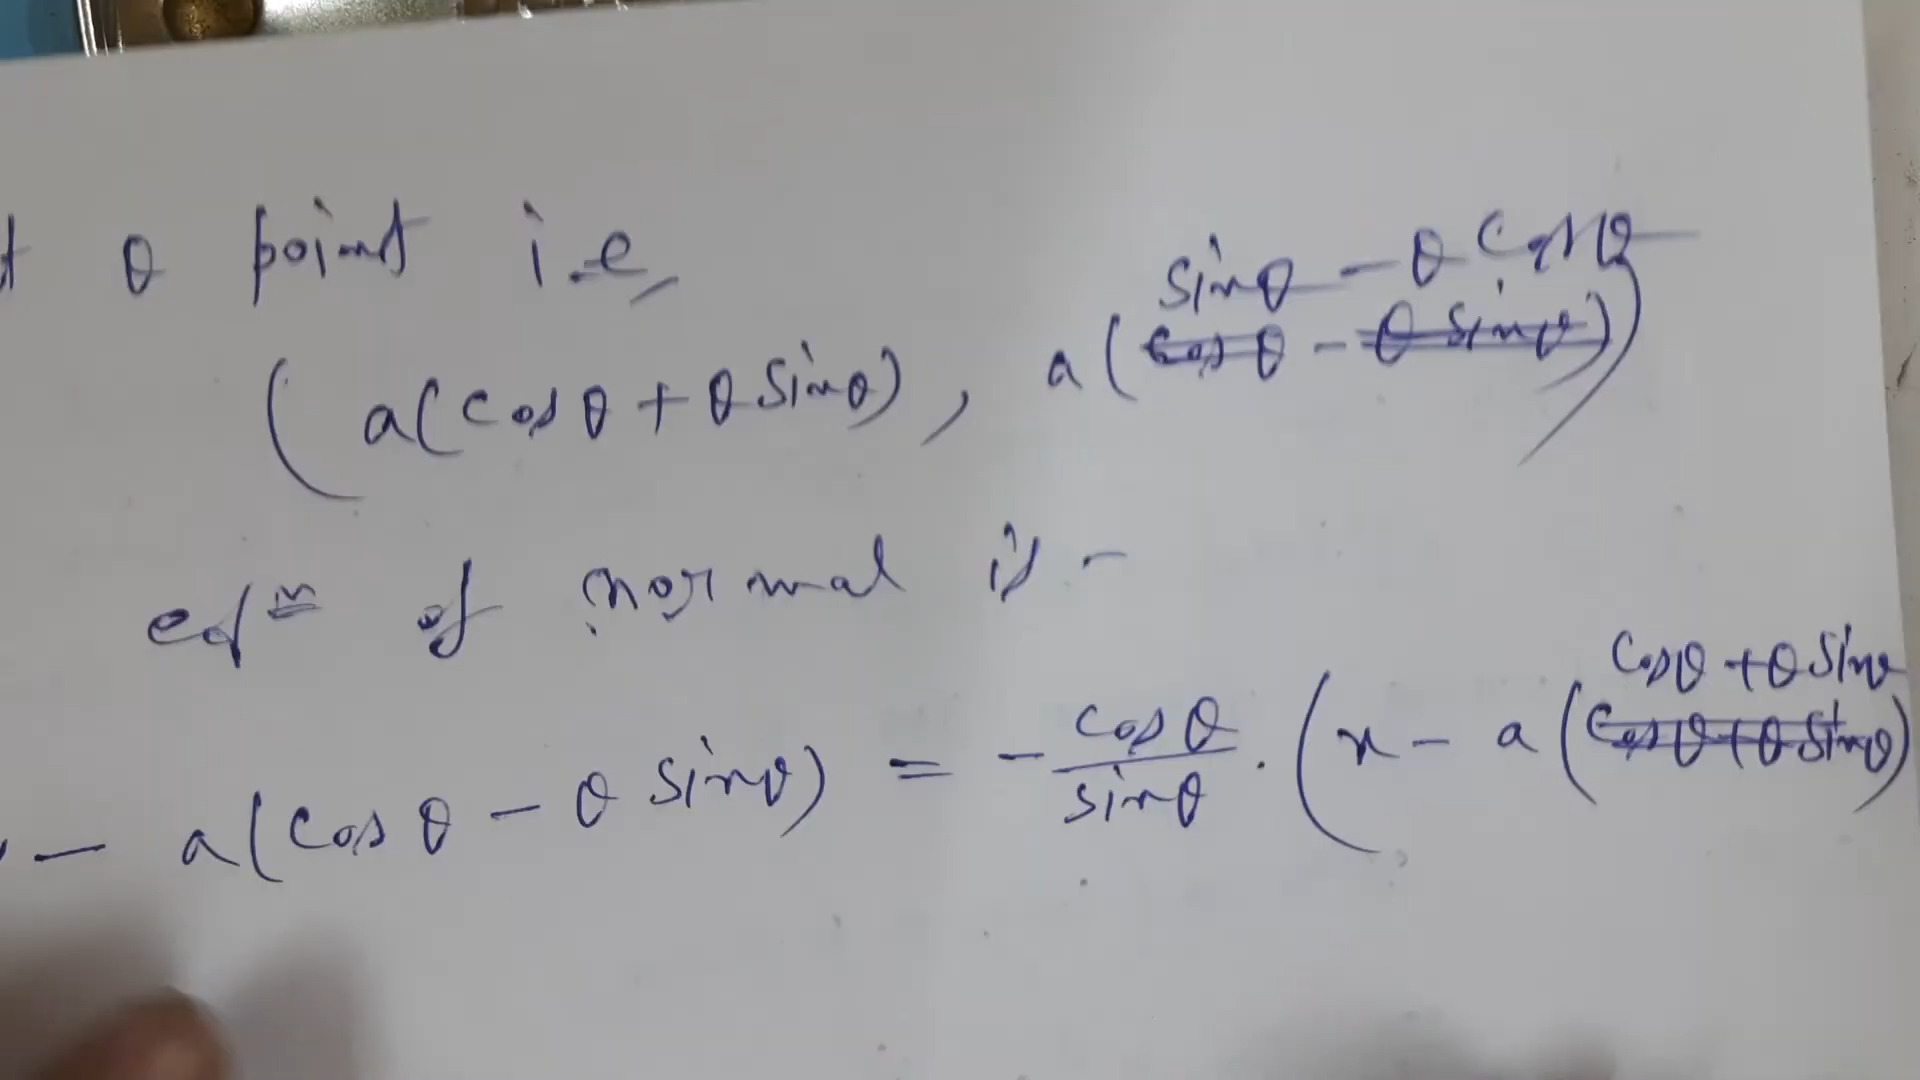 θ point i.e,
sinθ - θ cosθ
(a(cosθ + θ sinθ), a(cosθ - θ sinθ))
eqn of normal is -
cosθ + θ sinθ
- a(cosθ - θ sinθ) = - cosθ/sinθ . (x - a(cosθ + θ sinθ)